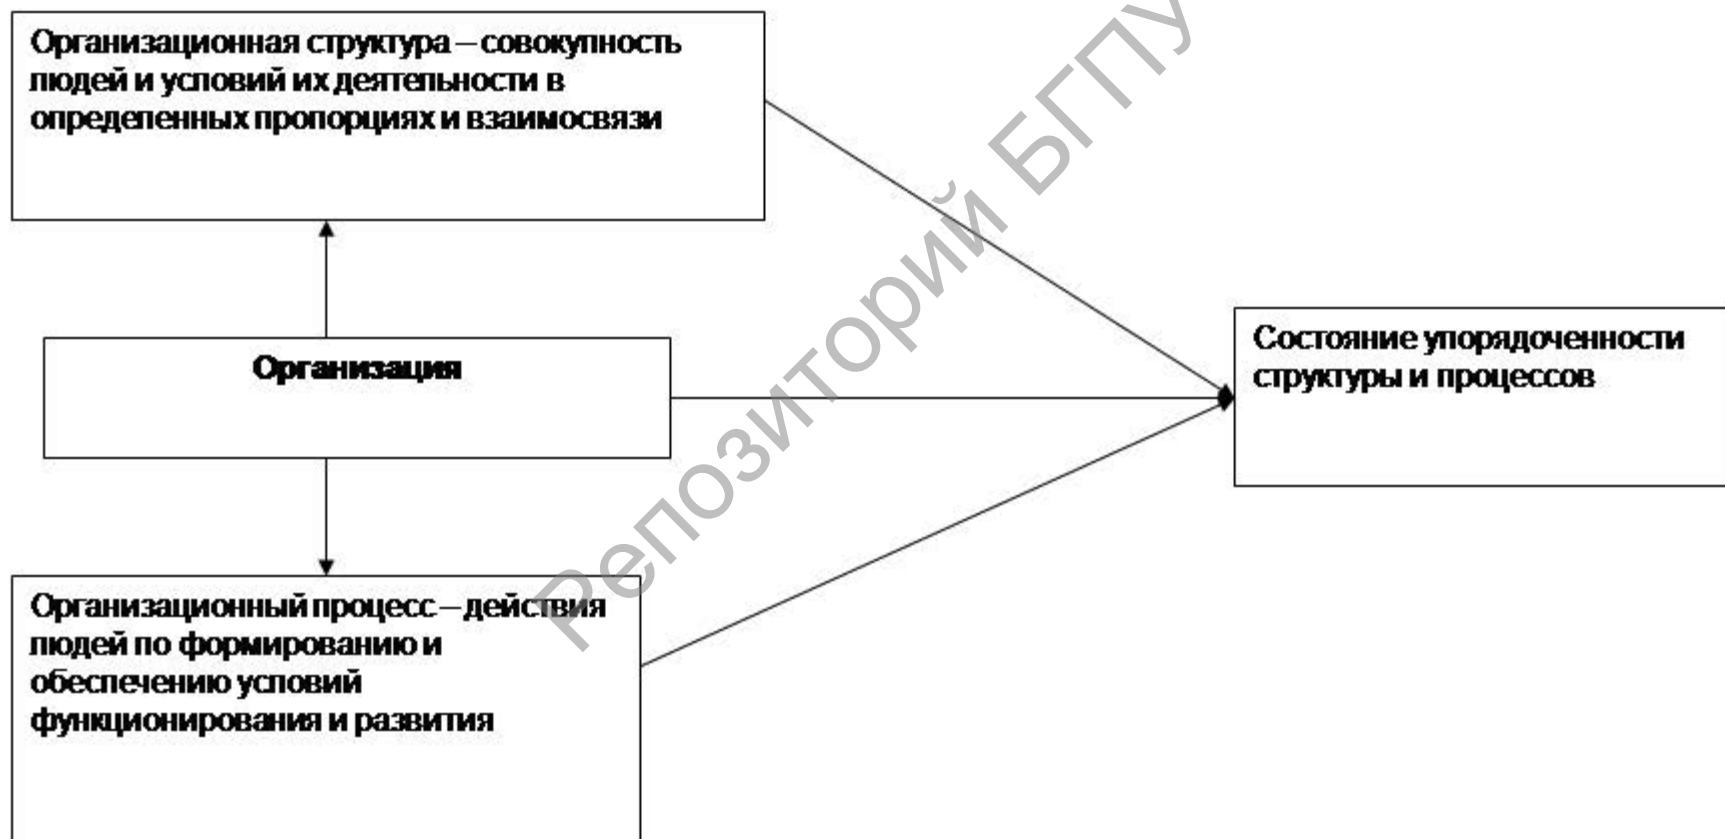 Организационная структура – совокупность
людей и условий их деятельности в
определенных пропорциях и взаимосвязи
Организация
Состояние упорядоченности
структуры и процессов
Организационный процесс – действия
людей по формированию и
обеспечению условий
функционирования и развития
Репозиторий БГПУ